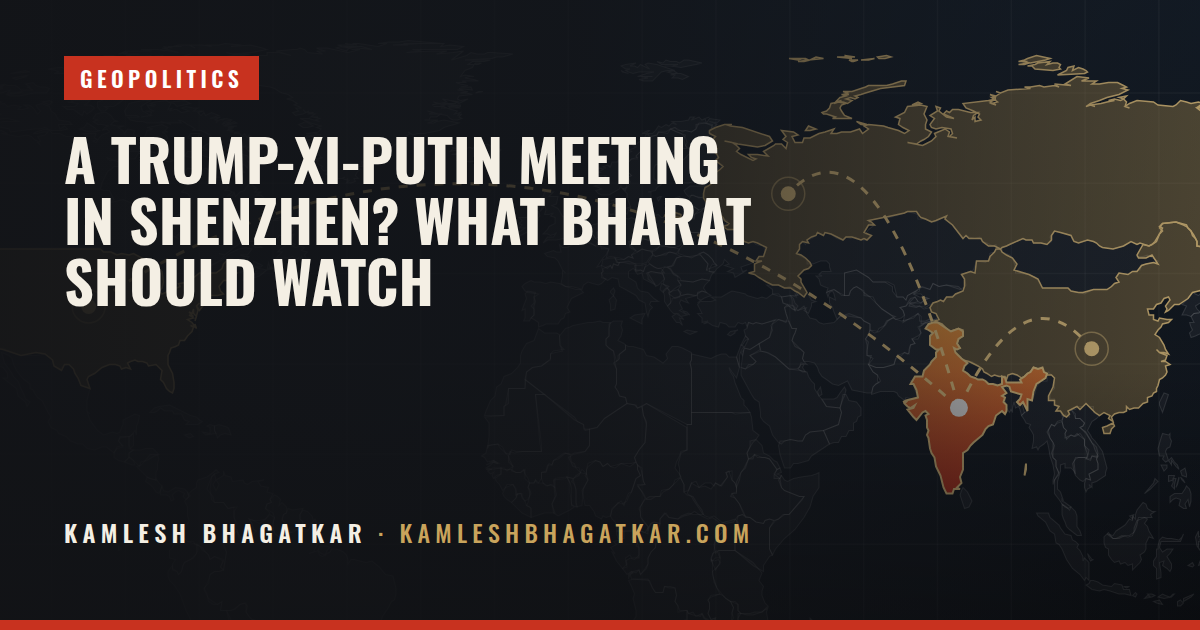 GEOPOLITICS
A TRUMP-XI-PUTIN MEETING
IN SHENZHEN? WHAT BHARAT
SHOULD WATCH
KAMLESH BHAGATKAR · KAMLESHBHAGATKAR.COM